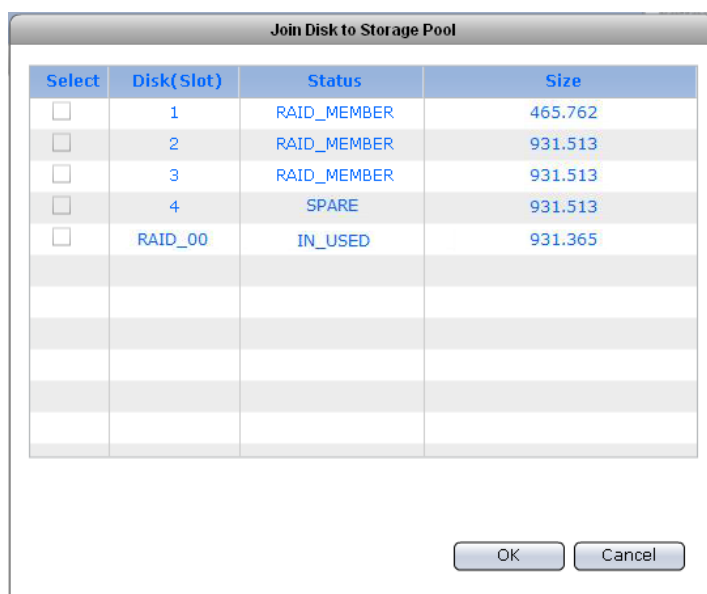 Join Disk to Storage Pool
Select Disk(Slot) Status Size
1 RAID_MEMBER 465.762
2 RAID_MEMBER 931.513
3 RAID_MEMBER 931.513
4 SPARE 931.513
RAID_00 IN_USED 931.365
OK Cancel